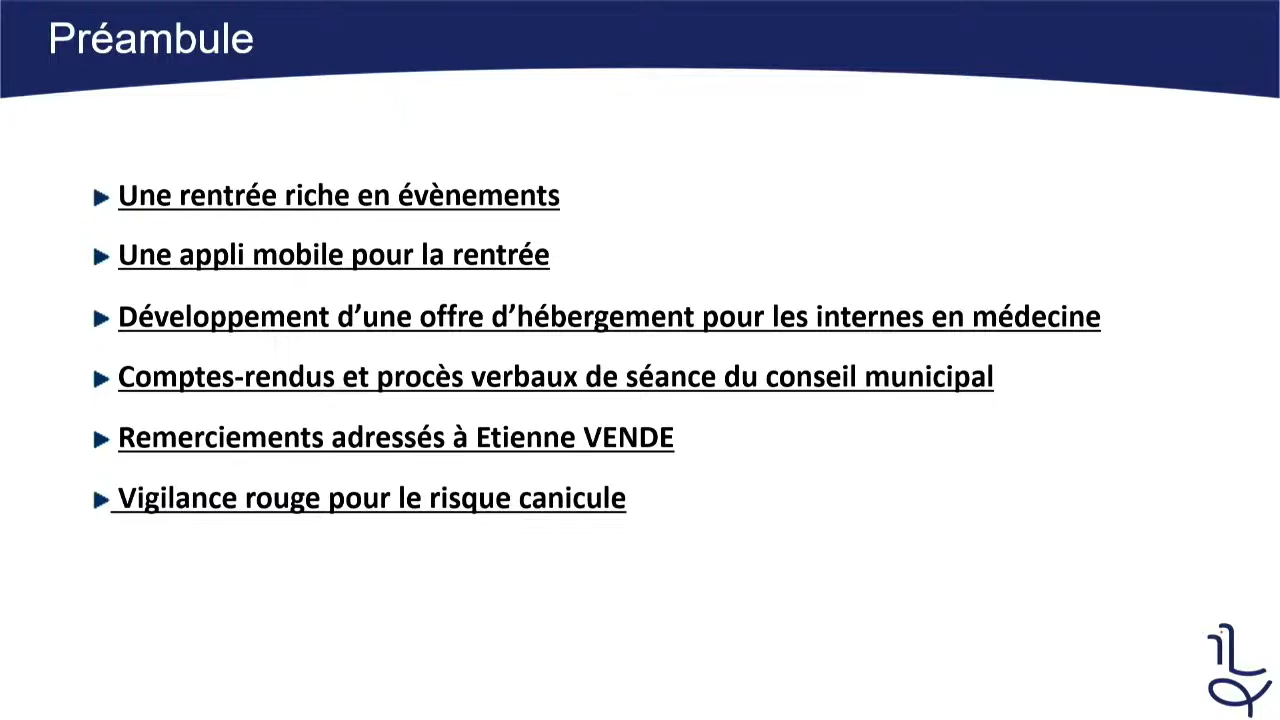 Préambule
Une rentrée riche en évènements
Une appli mobile pour la rentrée
Développement d’une offre d’hébergement pour les internes en médecine
Comptes-rendus et procès verbaux de séance du conseil municipal
Remerciements adressés à Etienne VENDE
Vigilance rouge pour le risque canicule